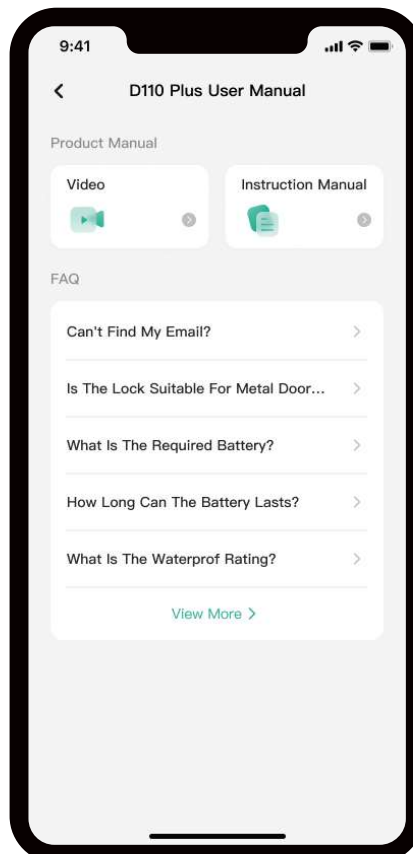 9:41
D110 Plus User Manual
Product Manual
Video
Instruction Manual
FAQ
Can't Find My Email?
Is The Lock Suitable For Metal Door...
What Is The Required Battery?
How Long Can The Battery Lasts?
What Is The Waterprof Rating?
View More